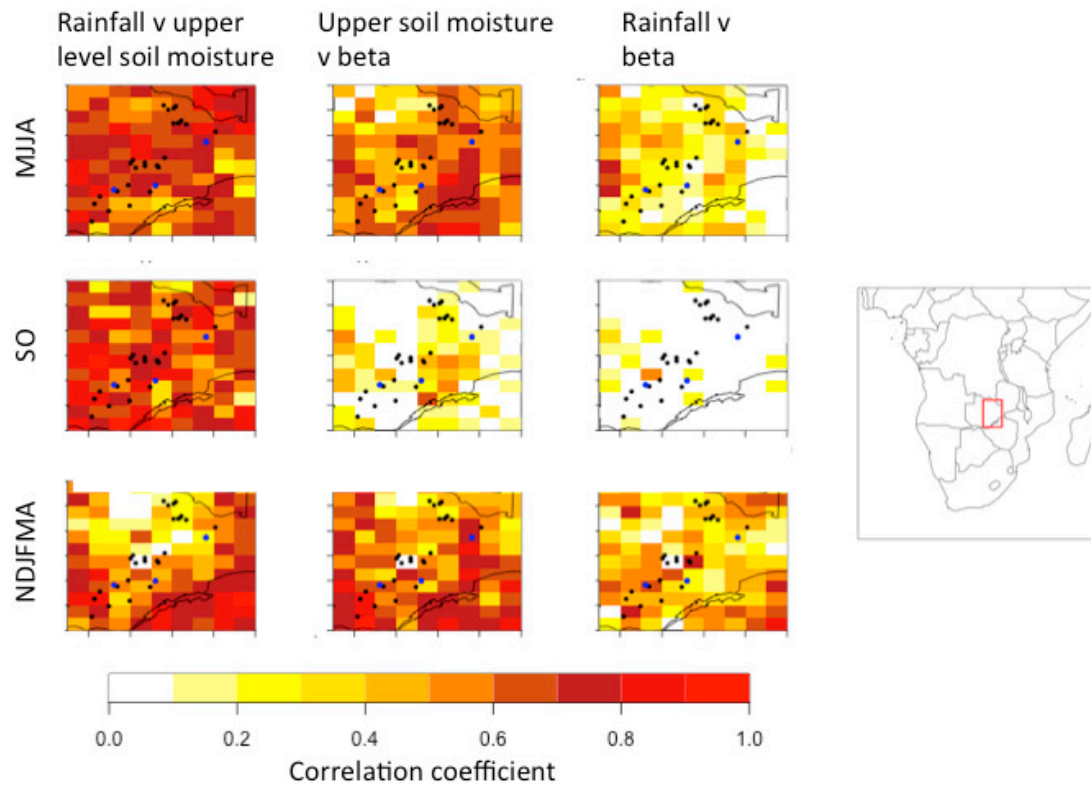 Rainfall v upper
level soil moisture
Upper soil moisture
v beta
Rainfall v
beta
MJJA
SO
NDJFMA
0.0 0.2 0.4 0.6 0.8 1.0
Correlation coefficient